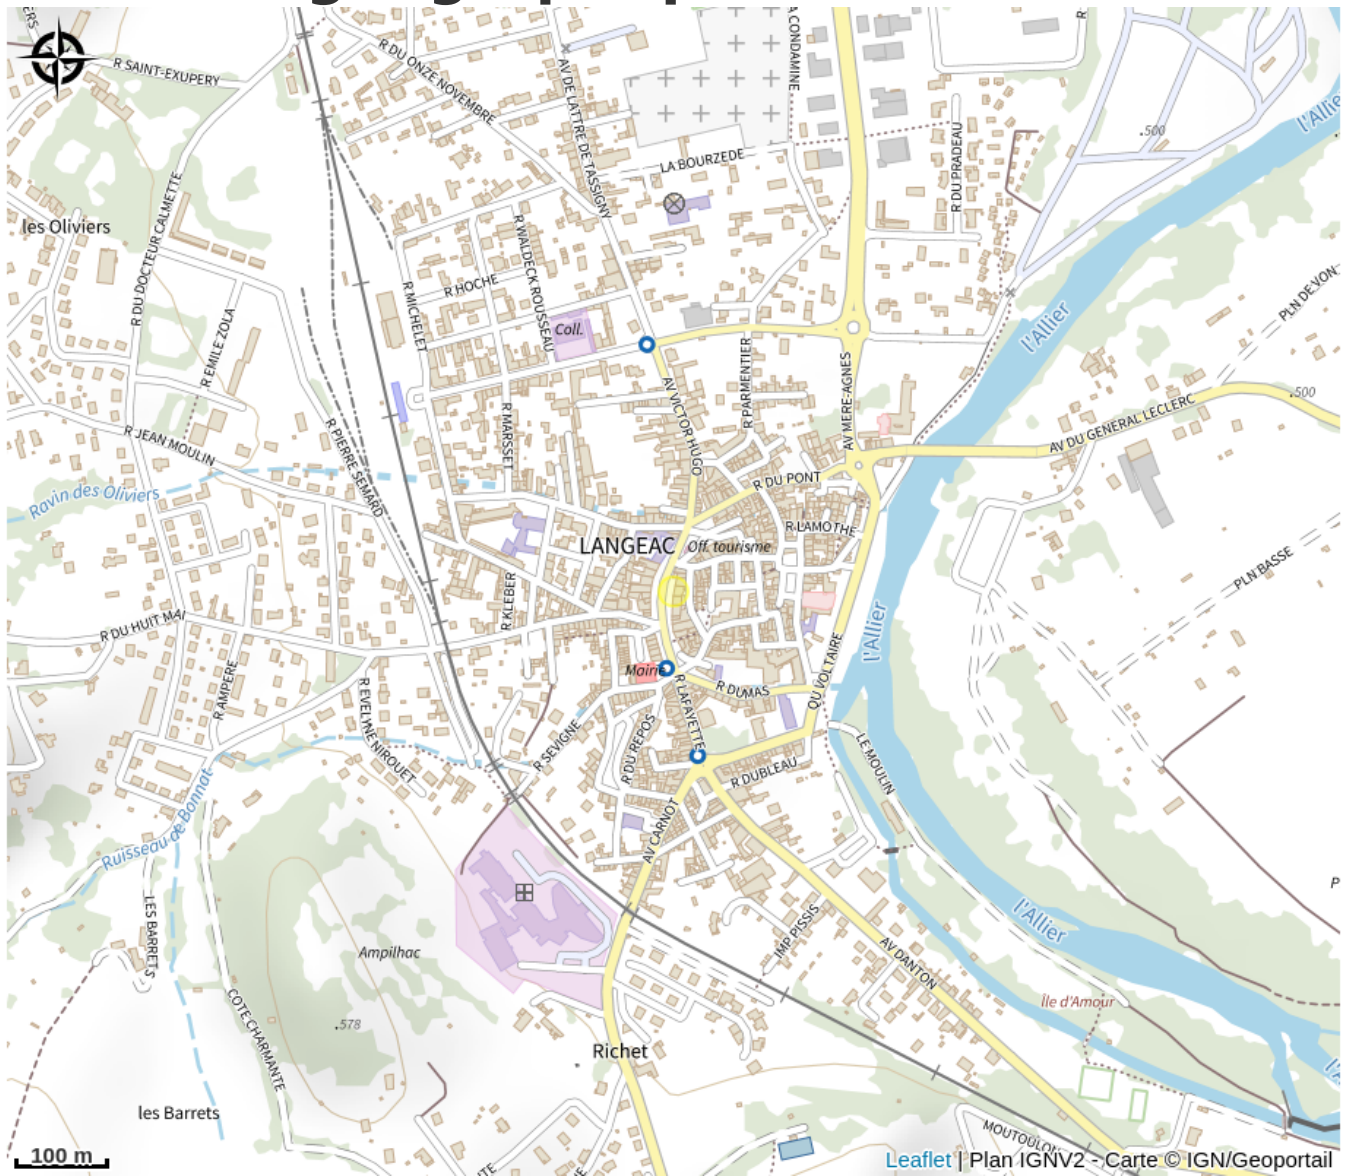 R SAINT-EXUPERY
R DU ONZE NOVEMBRE
AV DE LATTRE DE TASSIGNY
A CONDAMINE
l'Allie
.500
LA BOURZEDE
R DU PRADEAU
les Oliviers
R DU DOCTEUR CALMETTE
R WALDECK ROUSSEAU
R HOCHE
R MICHELET
Coll.
l'Allier
PLN DE VON
R EMILE ZOLA
R PARMENTIER
AV MERE-AGNES
AV VICTOR HUGO
.500
AV DU GENERAL LECLERC
R MARSSET
R JEAN MOULIN
R PIERRE SEMARD
R DU PONT
Ravin des Oliviers
R LAMOTHE
LANGEAC
Off. tourisme
PLN BASSE
R KLEBER
l'Allier
R DU HUIT MAI
QU VOLTAIRE
Mairie
R AMPERE
R EVELYNE NIROUET
R LAFAYETTE
R DUMAS
R SEVIGNE
R DU REPOS
LE MOULIN
R DUBLEAU
Ruisseau de Bonnat
AV CARNOT
P
LES BARRETS
l'Allier
IMP PISSIS
Ampilhac
AV DANTON
Île d'Amour
COTE CHARMANTE
.578
Richet
les Barrets
MOUTOULON
100 m
Leaflet | Plan IGNV2 - Carte © IGN/Geoportail